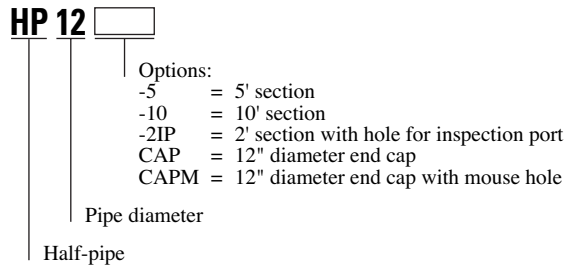 HP 12
Options:
-5 = 5' section
-10 = 10' section
-2IP = 2' section with hole for inspection port
CAP = 12" diameter end cap
CAPM = 12" diameter end cap with mouse hole
Pipe diameter
Half-pipe